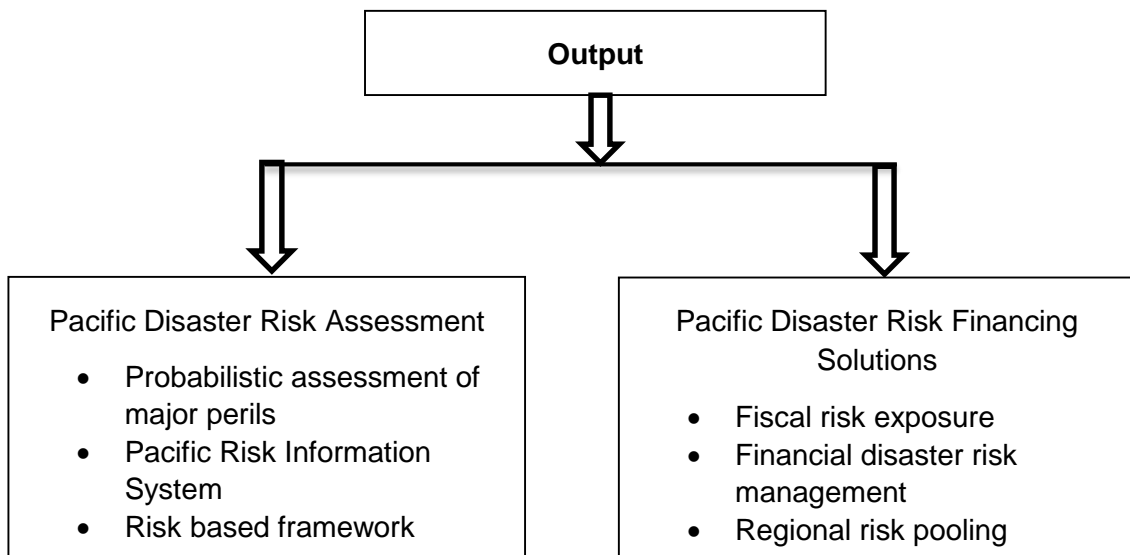 Output
Pacific Disaster Risk Assessment
• Probabilistic assessment of
major perils
• Pacific Risk Information
System
• Risk based framework
Pacific Disaster Risk Financing
Solutions
• Fiscal risk exposure
• Financial disaster risk
management
• Regional risk pooling